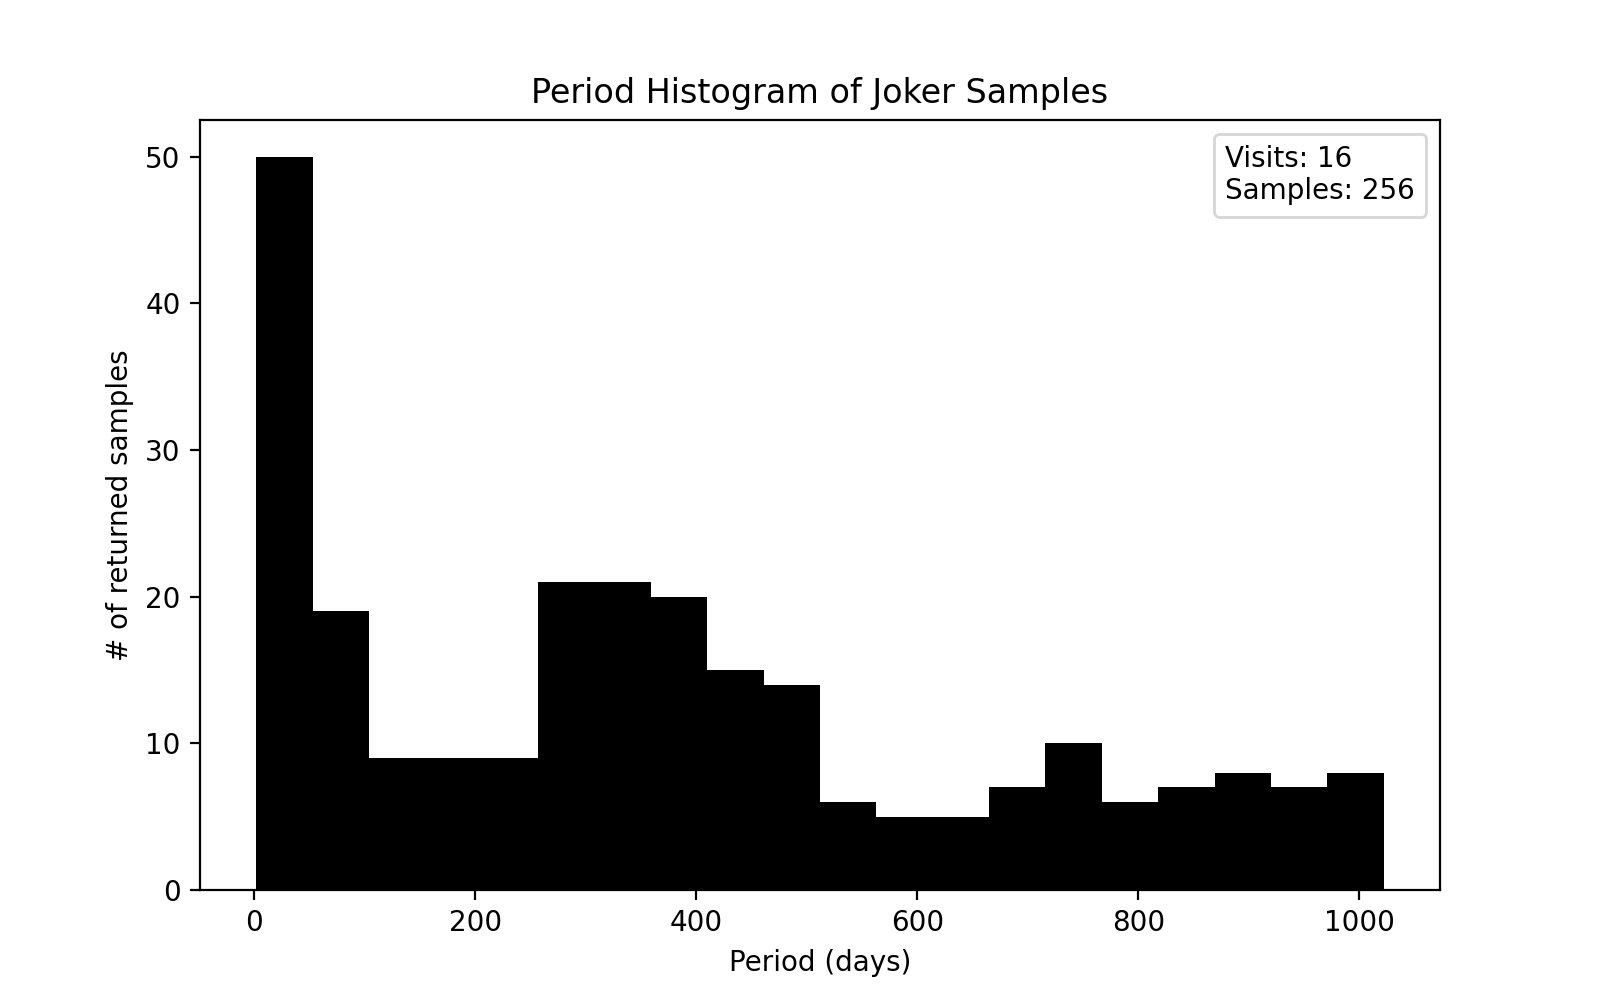 Period Histogram of Joker Samples
Visits: 16
Samples: 256
50
40
30
20
10
0
# of returned samples
0 200 400 600 800 1000
Period (days)